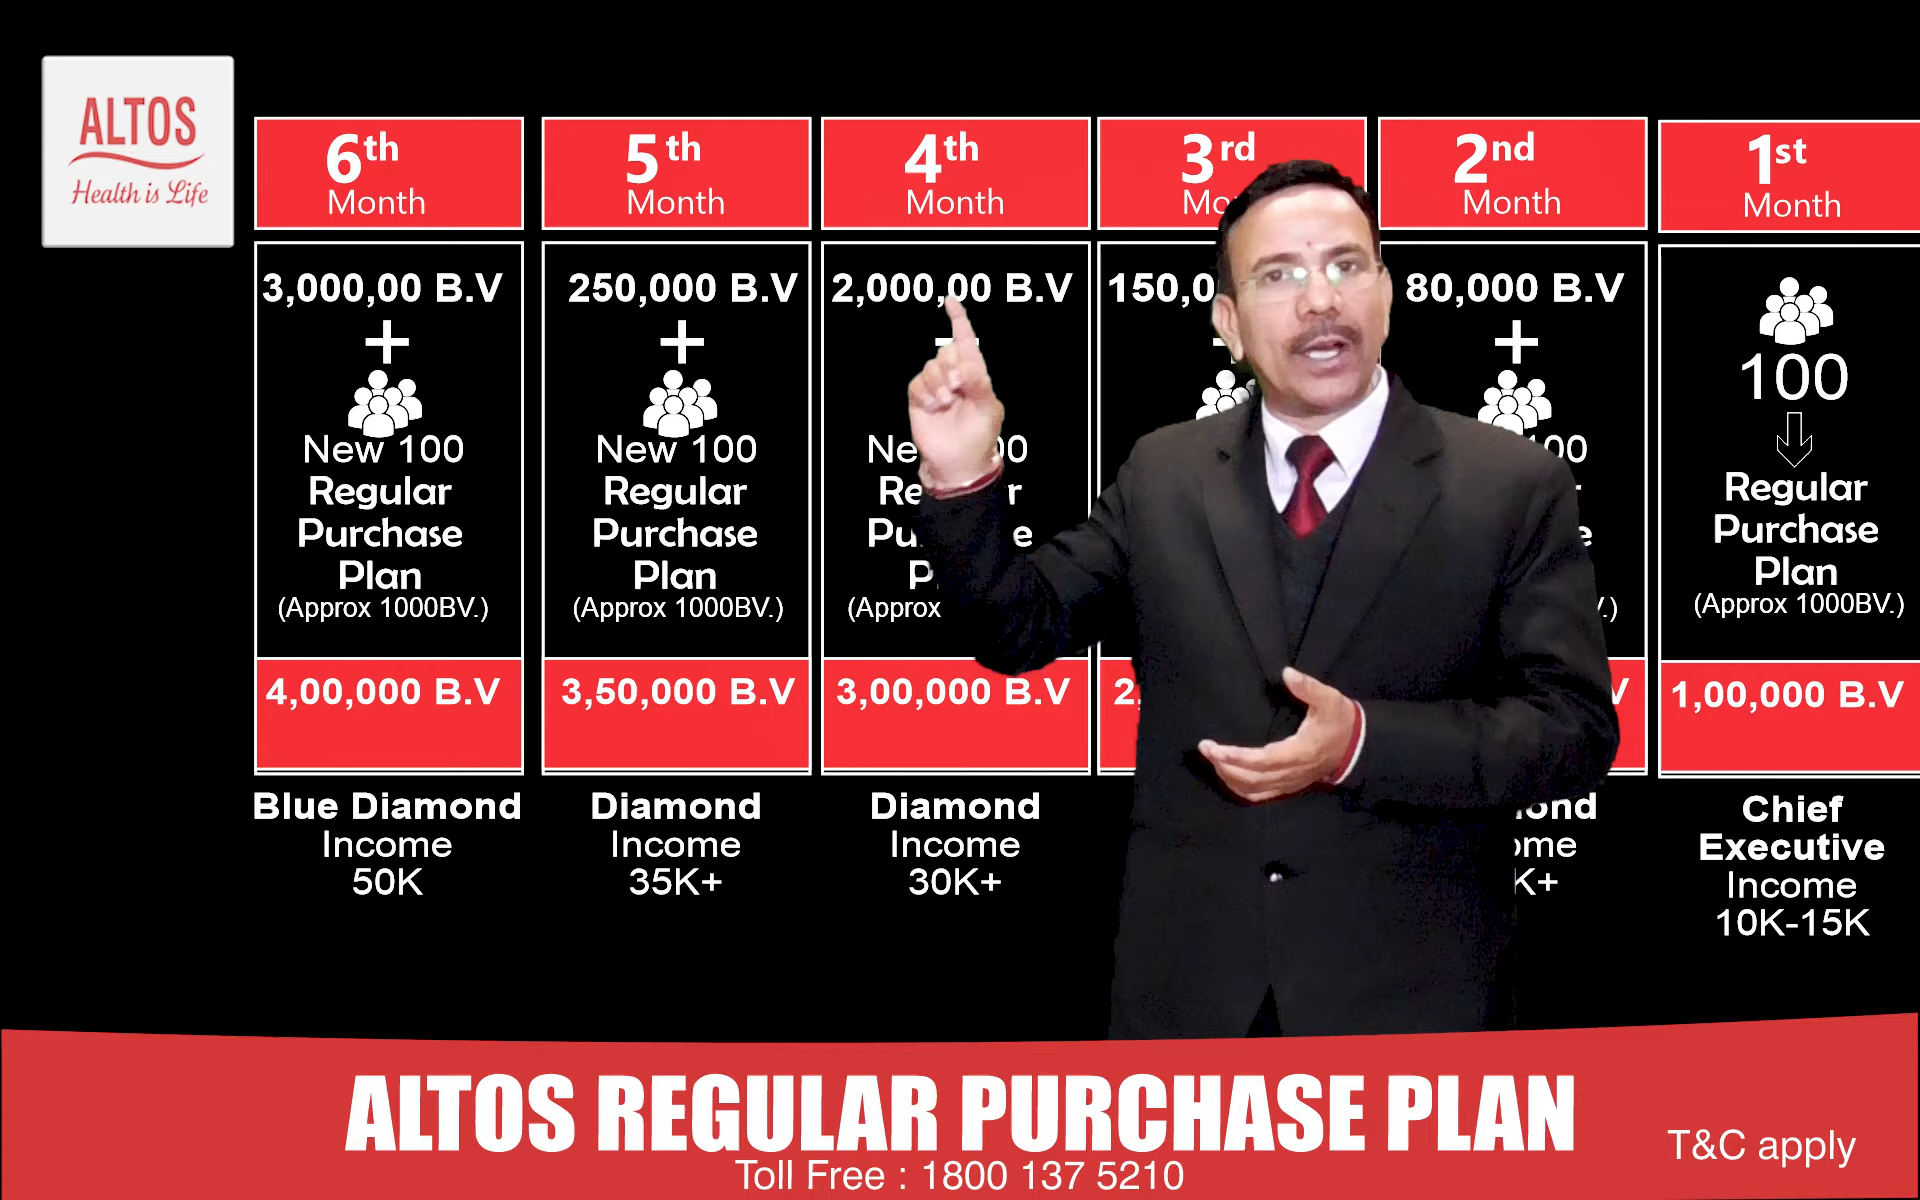 ALTOS
Health is Life
6th
Month
3,000,00 B.V
+
New 100
Regular
Purchase
Plan
(Approx 1000BV.)
4,00,000 B.V
Blue Diamond
Income
50K
5th
Month
250,000 B.V
+
New 100
Regular
Purchase
Plan
(Approx 1000BV.)
3,50,000 B.V
Diamond
Income
35K+
4th
Month
2,000,00 B.V
(Approx
3,00,000 B.V
Diamond
Income
30K+
3rd
2nd
Month
80,000 B.V
+
1st
Month
100
Regular
Purchase
Plan
(Approx 1000BV.)
1,00,000 B.V
Chief
Executive
Income
10K-15K
ALTOS REGULAR PURCHASE PLAN
Toll Free : 1800 137 5210
T&C apply